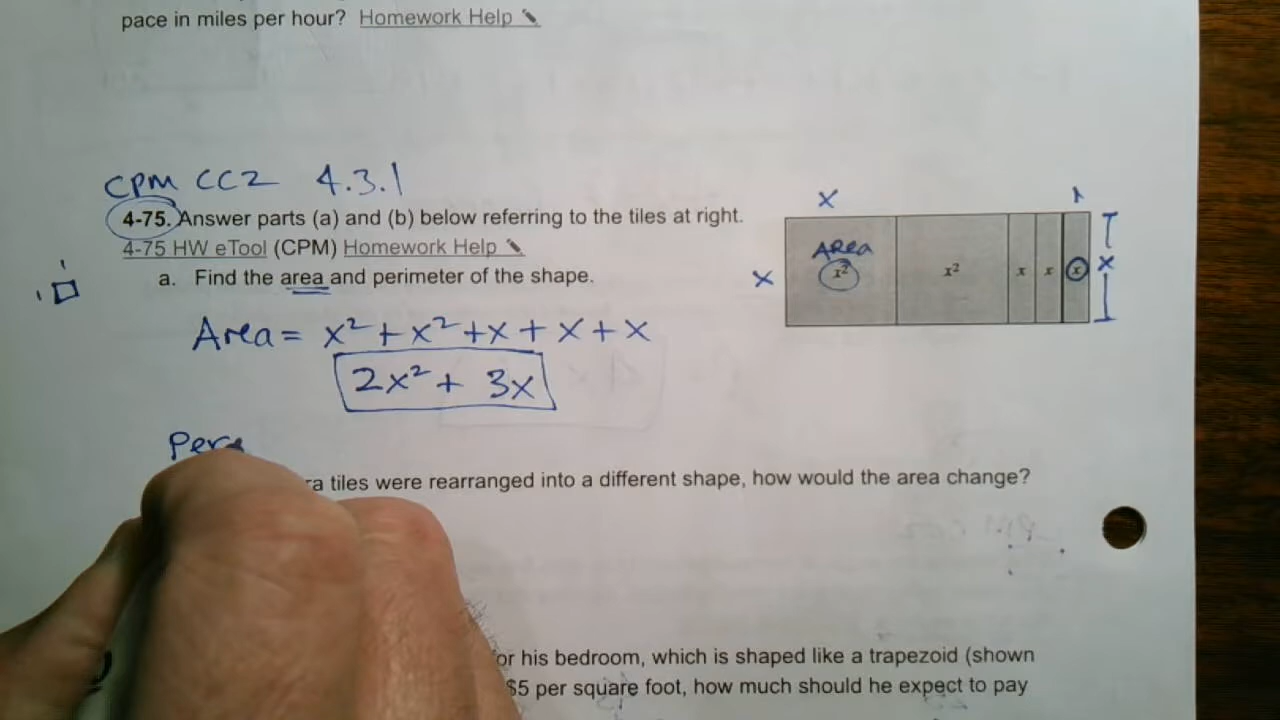 pace in miles per hour? Homework Help ✎
CPM CC2 4.3.1
4-75. Answer parts (a) and (b) below referring to the tiles at right.
4-75 HW eTool (CPM) Homework Help ✎
a. Find the area and perimeter of the shape.
1
1
Area = x² + x² + x + x + x
2x² + 3x
x
1
x
Area
x²
x²
x
x
x
x
Per
ra tiles were rearranged into a different shape, how would the area change?
or his bedroom, which is shaped like a trapezoid (shown
$5 per square foot, how much should he expect to pay